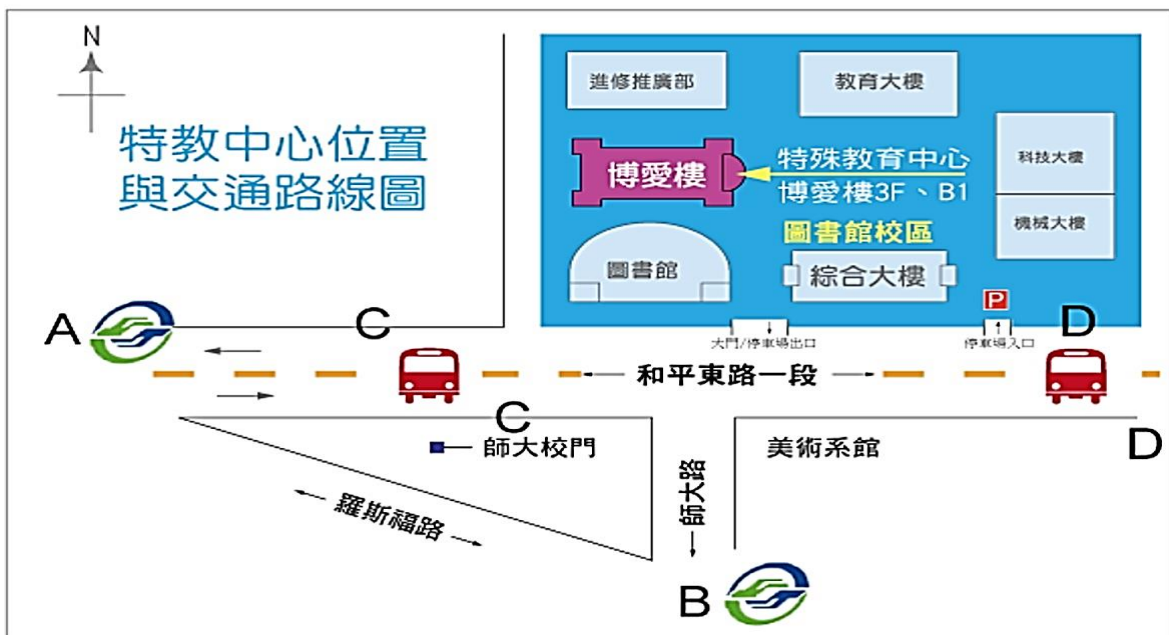 N
特教中心位置
與交通路線圖
進修推廣部
教育大樓
博愛樓
特殊教育中心
博愛樓3F、B1
科技大樓
機械大樓
圖書館校區
圖書館
綜合大樓
P
A
C
D
大門/停車場出口
停車場入口
和平東路一段
C
師大校門
美術系館
D
羅斯福路
師大路
B